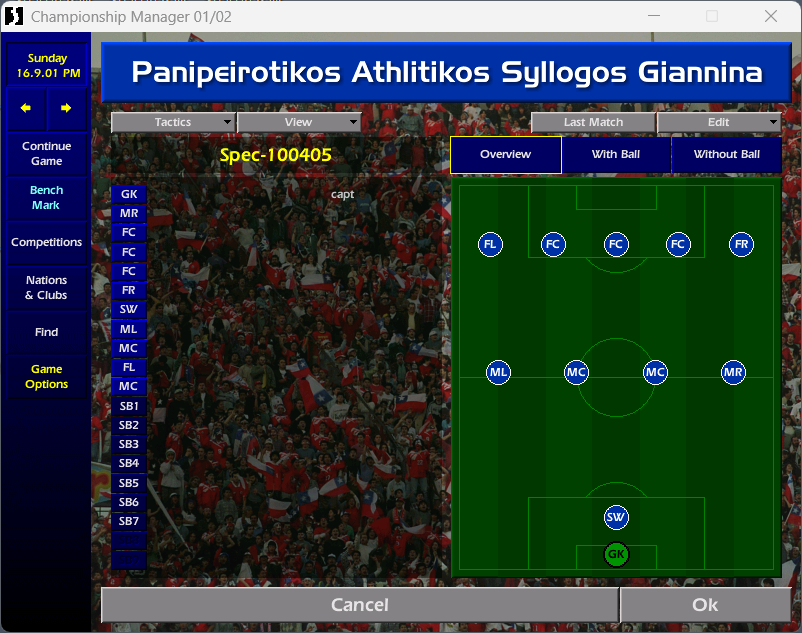 Championship Manager 01/02
Sunday
16.9.01 PM
Continue
Game
Bench
Mark
Competitions
Nations
& Clubs
Find
Game
Options
Panipeirotikos Athlitikos Syllogos Giannina
Tactics View Last Match Edit
Spec-100405
Overview With Ball Without Ball
GK capt
MR
FC
FC
FC
FR
SW
ML
MC
FL
MC
SB1
SB2
SB3
SB4
SB5
SB6
SB7
FL FC FC FC FR
ML MC MC MR
SW
GK
Cancel Ok